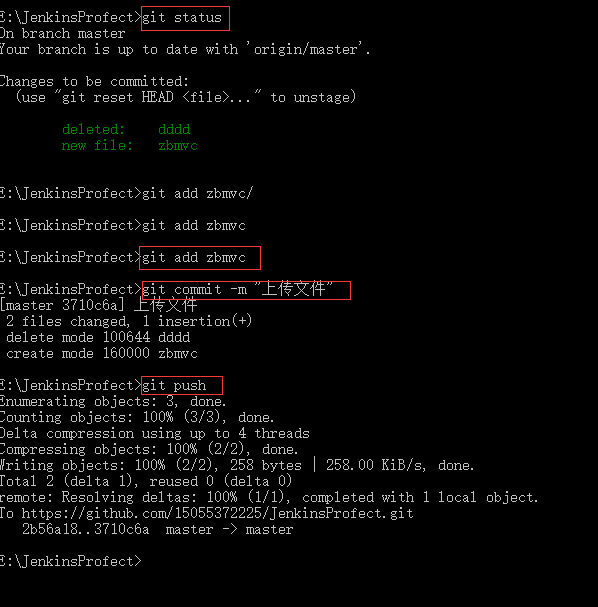 E:\JenkinsProfect>git status
On branch master
Your branch is up to date with 'origin/master'.
Changes to be committed:
(use "git reset HEAD <file>..." to unstage)
deleted: dddd
new file: zbmvc
E:\JenkinsProfect>git add zbmvc/
E:\JenkinsProfect>git add zbmvc
E:\JenkinsProfect>git add zbmvc
E:\JenkinsProfect>git commit -m "上传文件"
[master 3710c6a] 上传文件
2 files changed, 1 insertion(+)
delete mode 100644 dddd
create mode 160000 zbmvc
E:\JenkinsProfect>git push
Enumerating objects: 3, done.
Counting objects: 100% (3/3), done.
Delta compression using up to 4 threads
Compressing objects: 100% (2/2), done.
Writing objects: 100% (2/2), 258 bytes | 258.00 KiB/s, done.
Total 2 (delta 1), reused 0 (delta 0)
remote: Resolving deltas: 100% (1/1), completed with 1 local object.
To https://github.com/15055372225/JenkinsProfect.git
2b56a18..3710c6a master -> master
E:\JenkinsProfect>